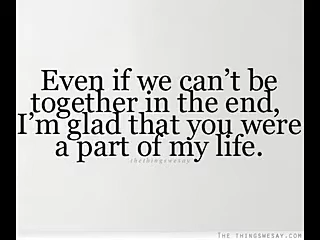 Even if we can't be
together in the end,
I'm glad that you were
a part of my life.
thethingswesay
THE THINGSWESAY.COM